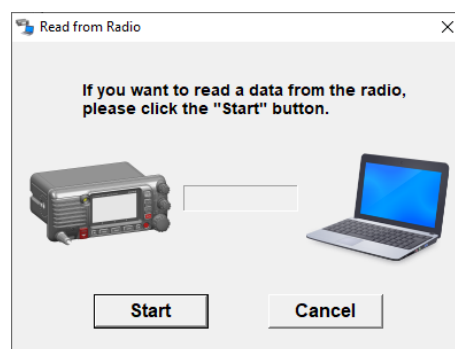 Read from Radio
If you want to read a data from the radio,
please click the "Start" button.
Start
Cancel